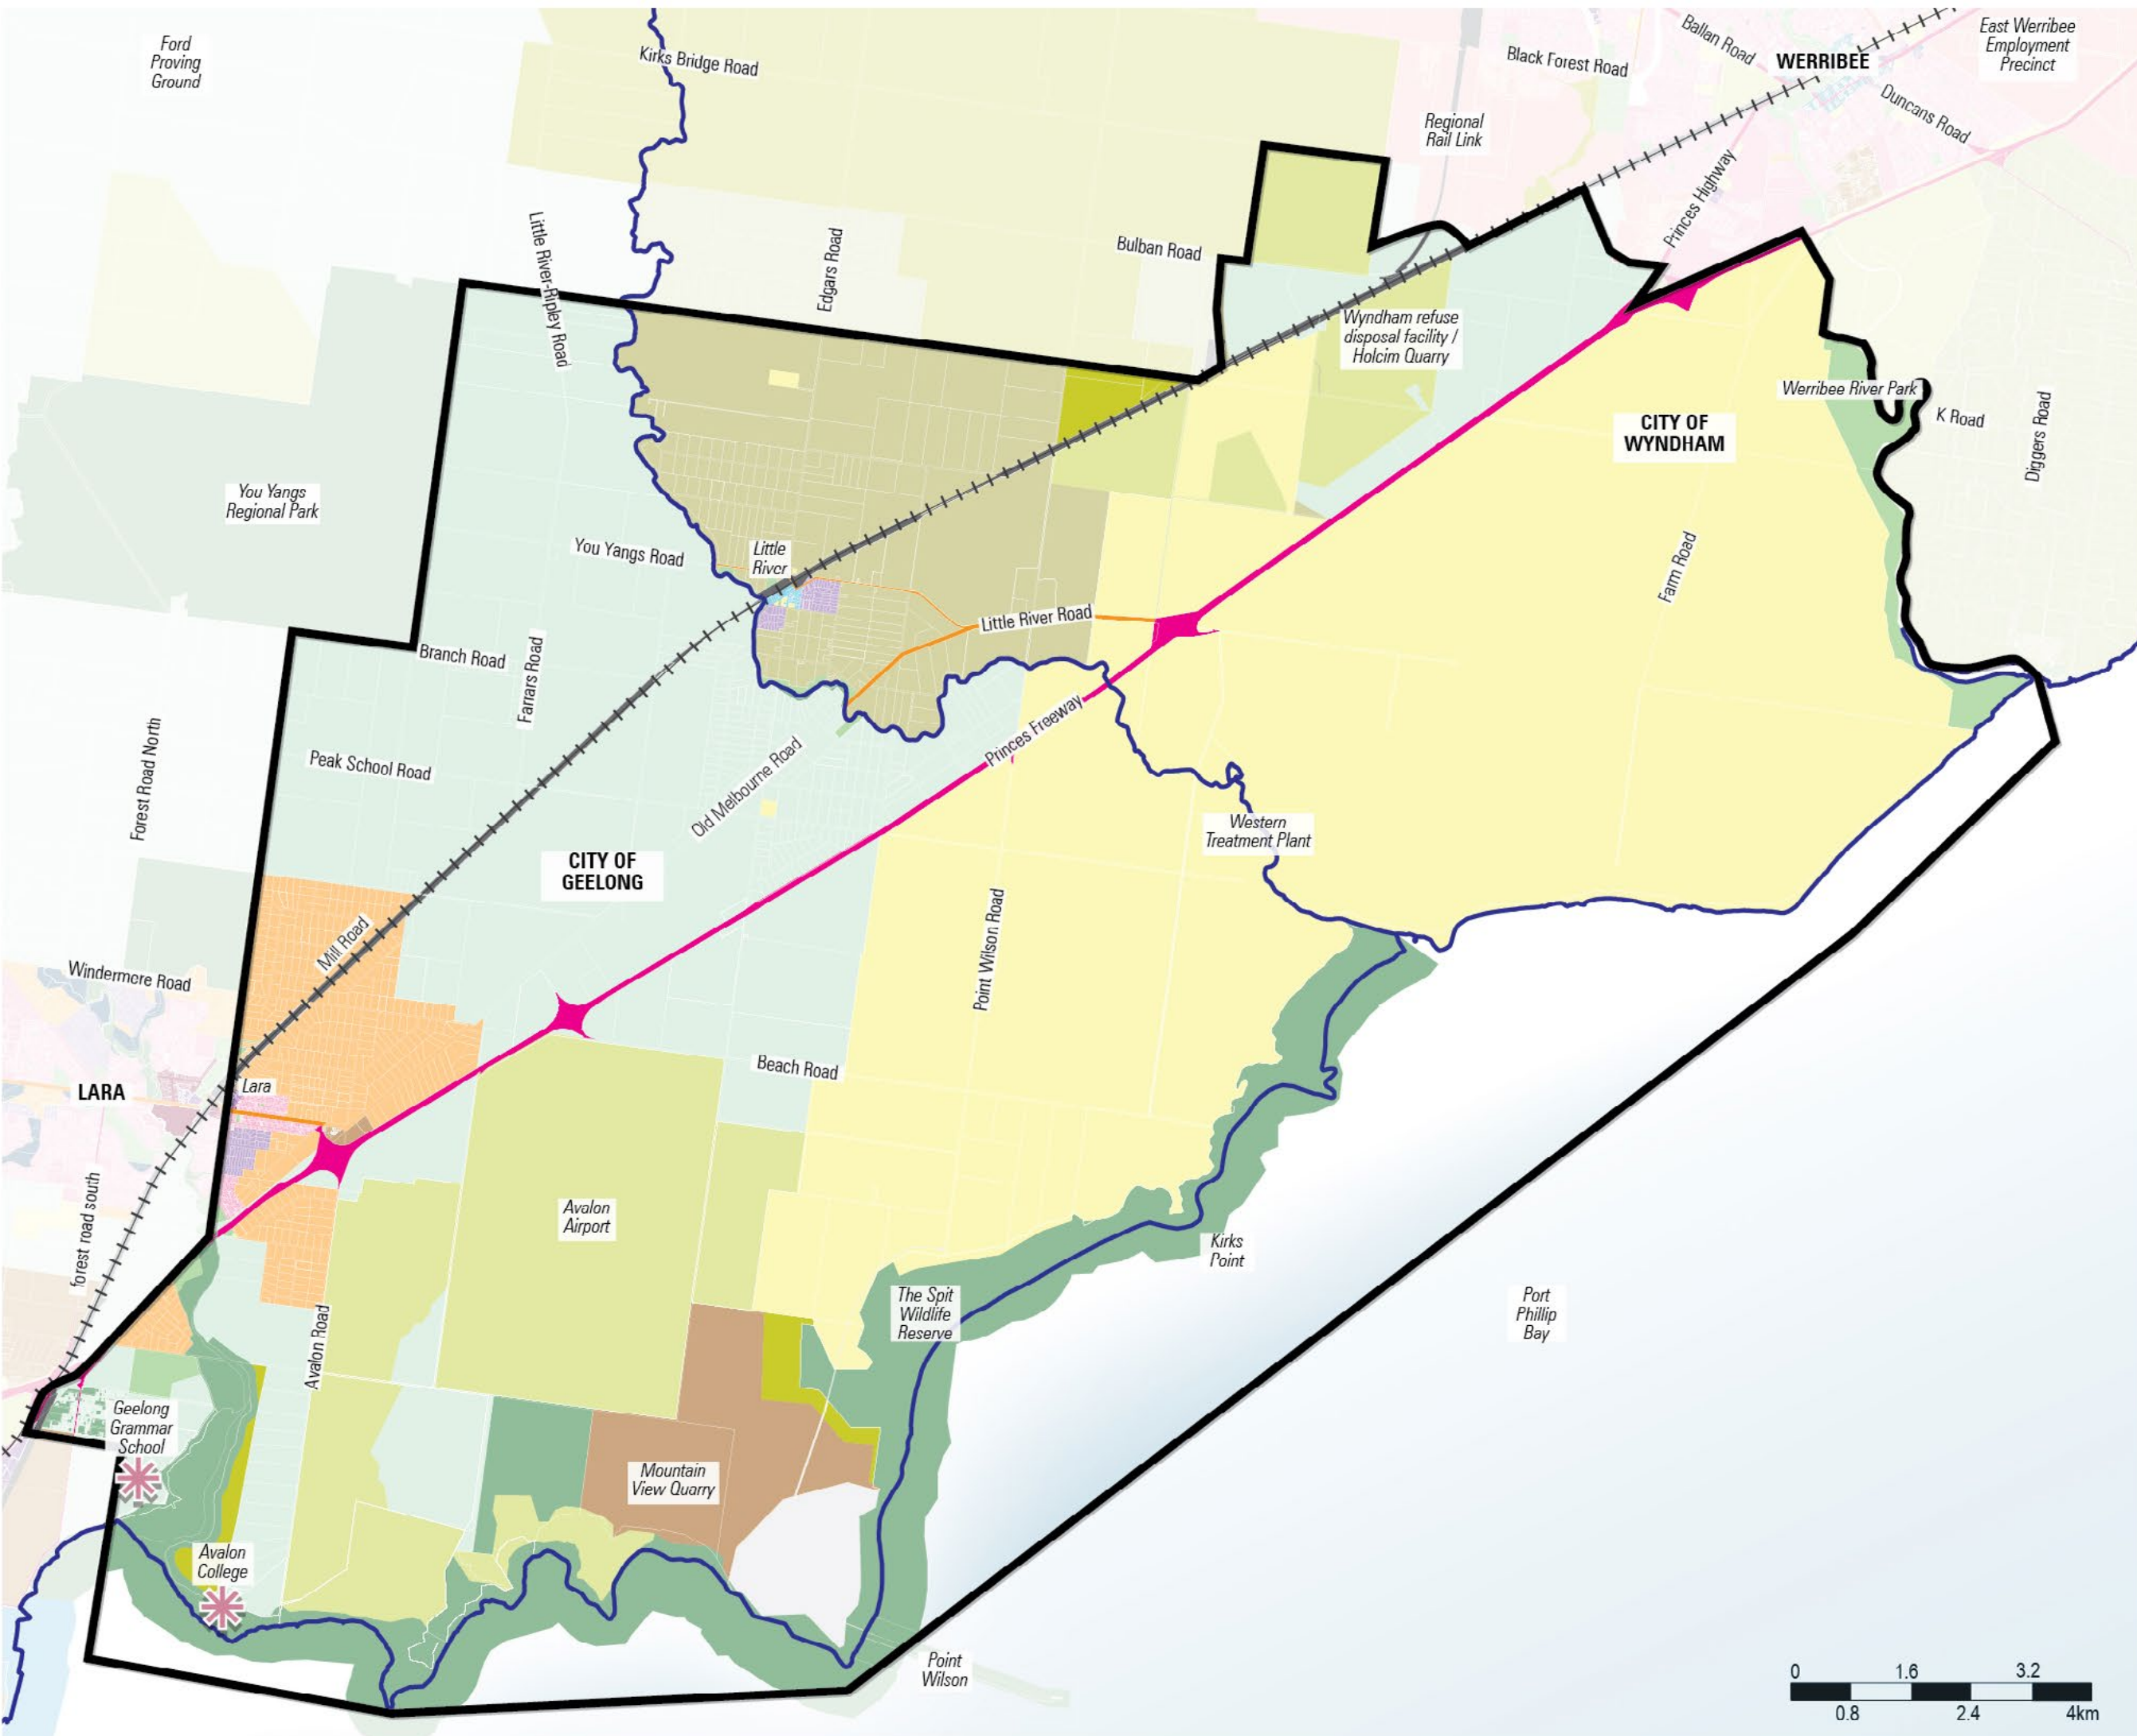 Ford
Proving
Ground
Kirks Bridge Road
Black Forest Road
Ballan Road
WERRIBEE
East Werribee
Employment
Precinct
Duncans Road
Regional
Rail Link
Princes Highway
Little River-Ripley Road
Edgars Road
Bulban Road
Wyndham refuse
disposal facility /
Holcim Quarry
Werribee River Park
K Road
Diggers Road
CITY OF
WYNDHAM
You Yangs
Regional Park
You Yangs Road
Little
River
Farm Road
Little River Road
Branch Road
Farrars Road
Princes Freeway
Forest Road North
Peak School Road
Old Melbourne Road
Western
Treatment Plant
CITY OF
GEELONG
Mill Road
Point Wilson Road
Windermere Road
Beach Road
LARA
Lara
forest road south
Avalon
Airport
Kirks
Point
The Spit
Wildlife
Reserve
Port
Phillip
Bay
Avalon Road
Geelong
Grammar
School
Mountain
View Quarry
Avalon
College
Point
Wilson
0 1.6 3.2
0.8 2.4 4km